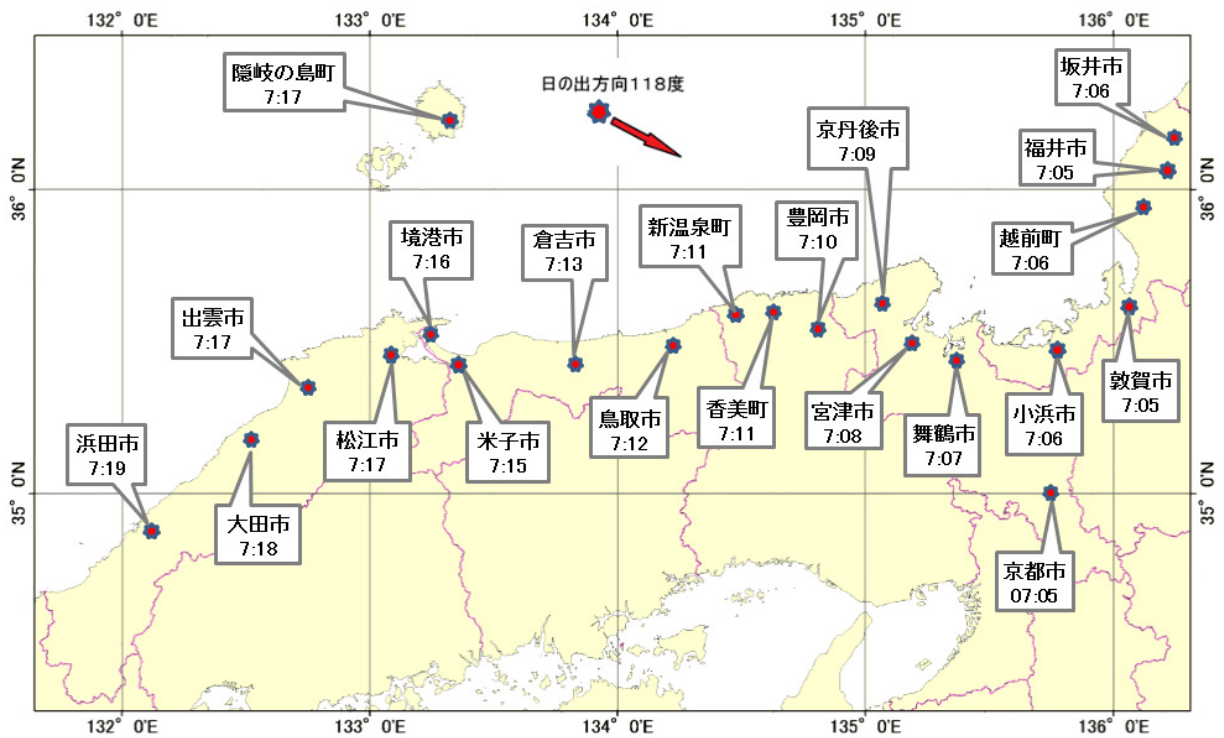 132° 0'E
133° 0'E
134° 0'E
135° 0'E
136° 0'E
隠岐の島町
7:17
日の出方向118度
坂井市
7:06
京丹後市
7:09
福井市
7:05
36° 0'N
36° 0'N
境港市
7:16
倉吉市
7:13
新温泉町
7:11
豊岡市
7:10
越前町
7:06
出雲市
7:17
浜田市
7:19
大田市
7:18
松江市
7:17
米子市
7:15
鳥取市
7:12
香美町
7:11
宮津市
7:08
舞鶴市
7:07
小浜市
7:06
敦賀市
7:05
35° 0'N
35° 0'N
京都市
07:05
132° 0'E
133° 0'E
134° 0'E
135° 0'E
136° 0'E